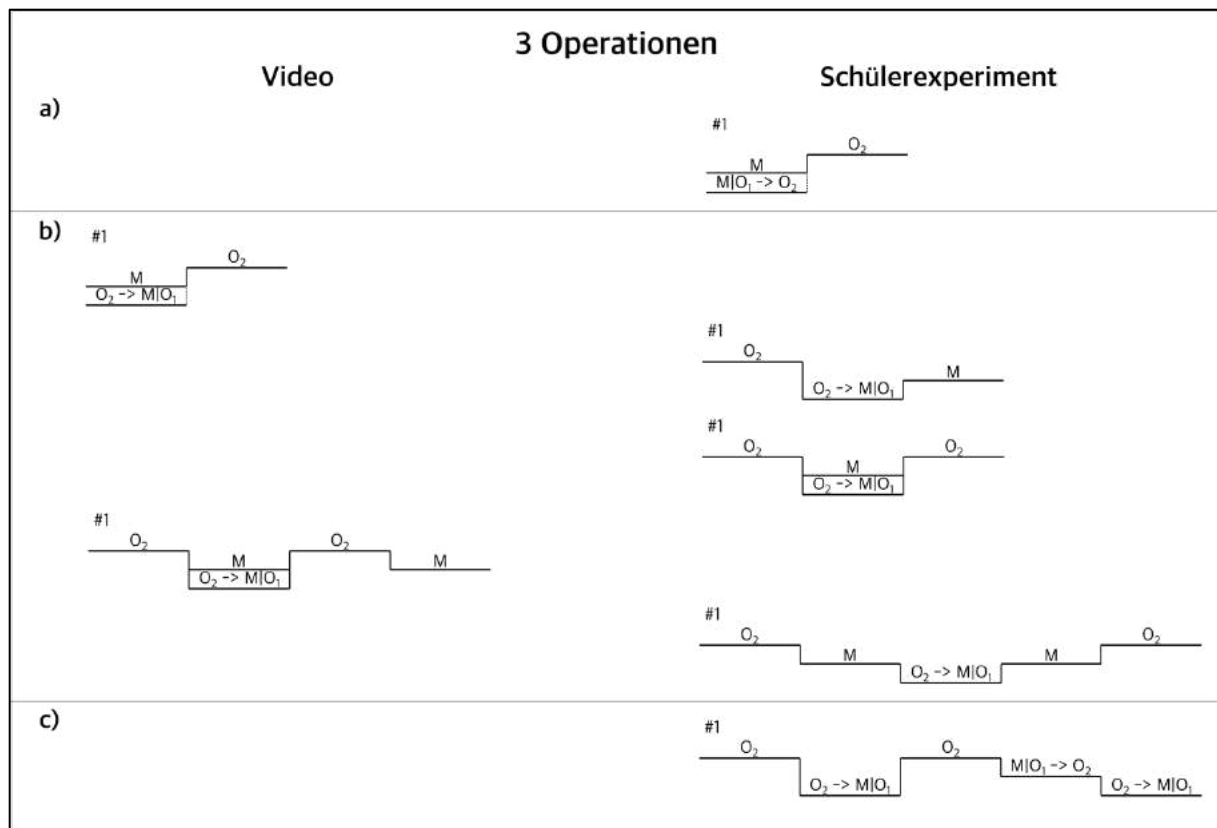 3 Operationen
Video Schülerexperiment
a)
#1
O₂
M
M|O₁ -> O₂
b)
#1
O₂
M
O₂ -> M|O₁
#1
O₂
M
O₂ -> M|O₁
#1
O₂ O₂
M
O₂ -> M|O₁
#1
O₂ O₂
M M
O₂ -> M|O₁
#1
O₂ O₂
M M
O₂ -> M|O₁
c)
#1
O₂ O₂
M|O₁ -> O₂
O₂ -> M|O₁ O₂ -> M|O₁